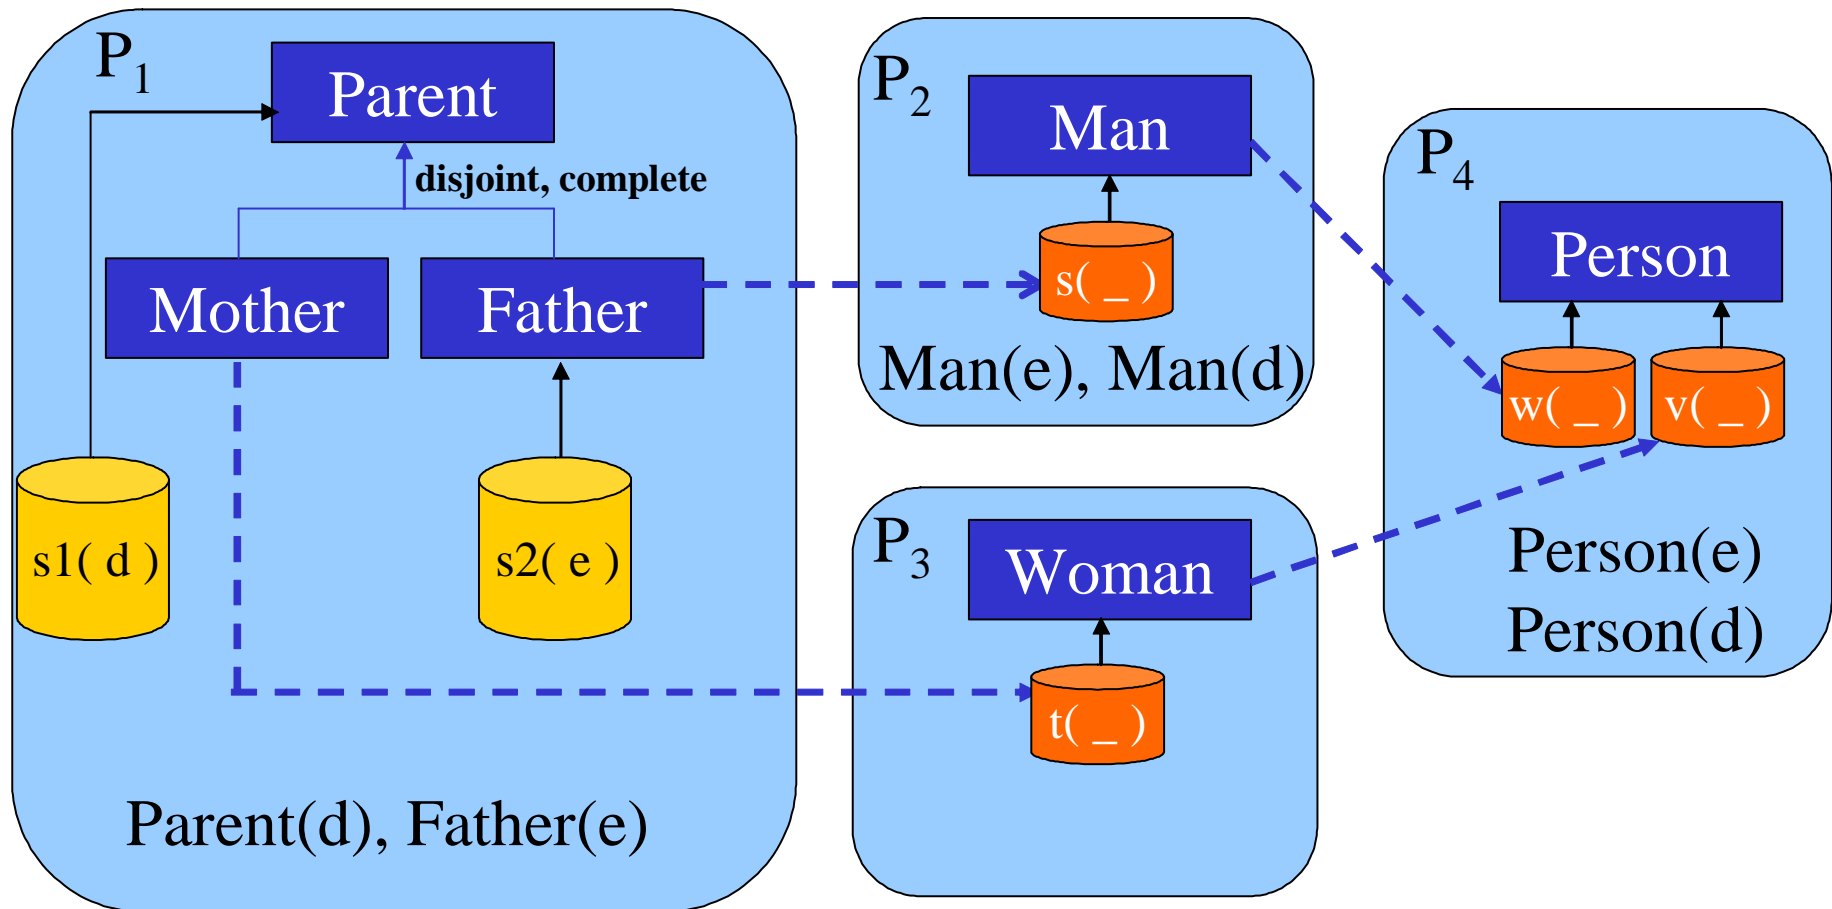 P1
Parent
disjoint, complete
Mother
Father
s1( d )
s2( e )
Parent(d), Father(e)
P2
Man
s( _ )
Man(e), Man(d)
P3
Woman
t( _ )
P4
Person
w( _ )
v( _ )
Person(e)
Person(d)